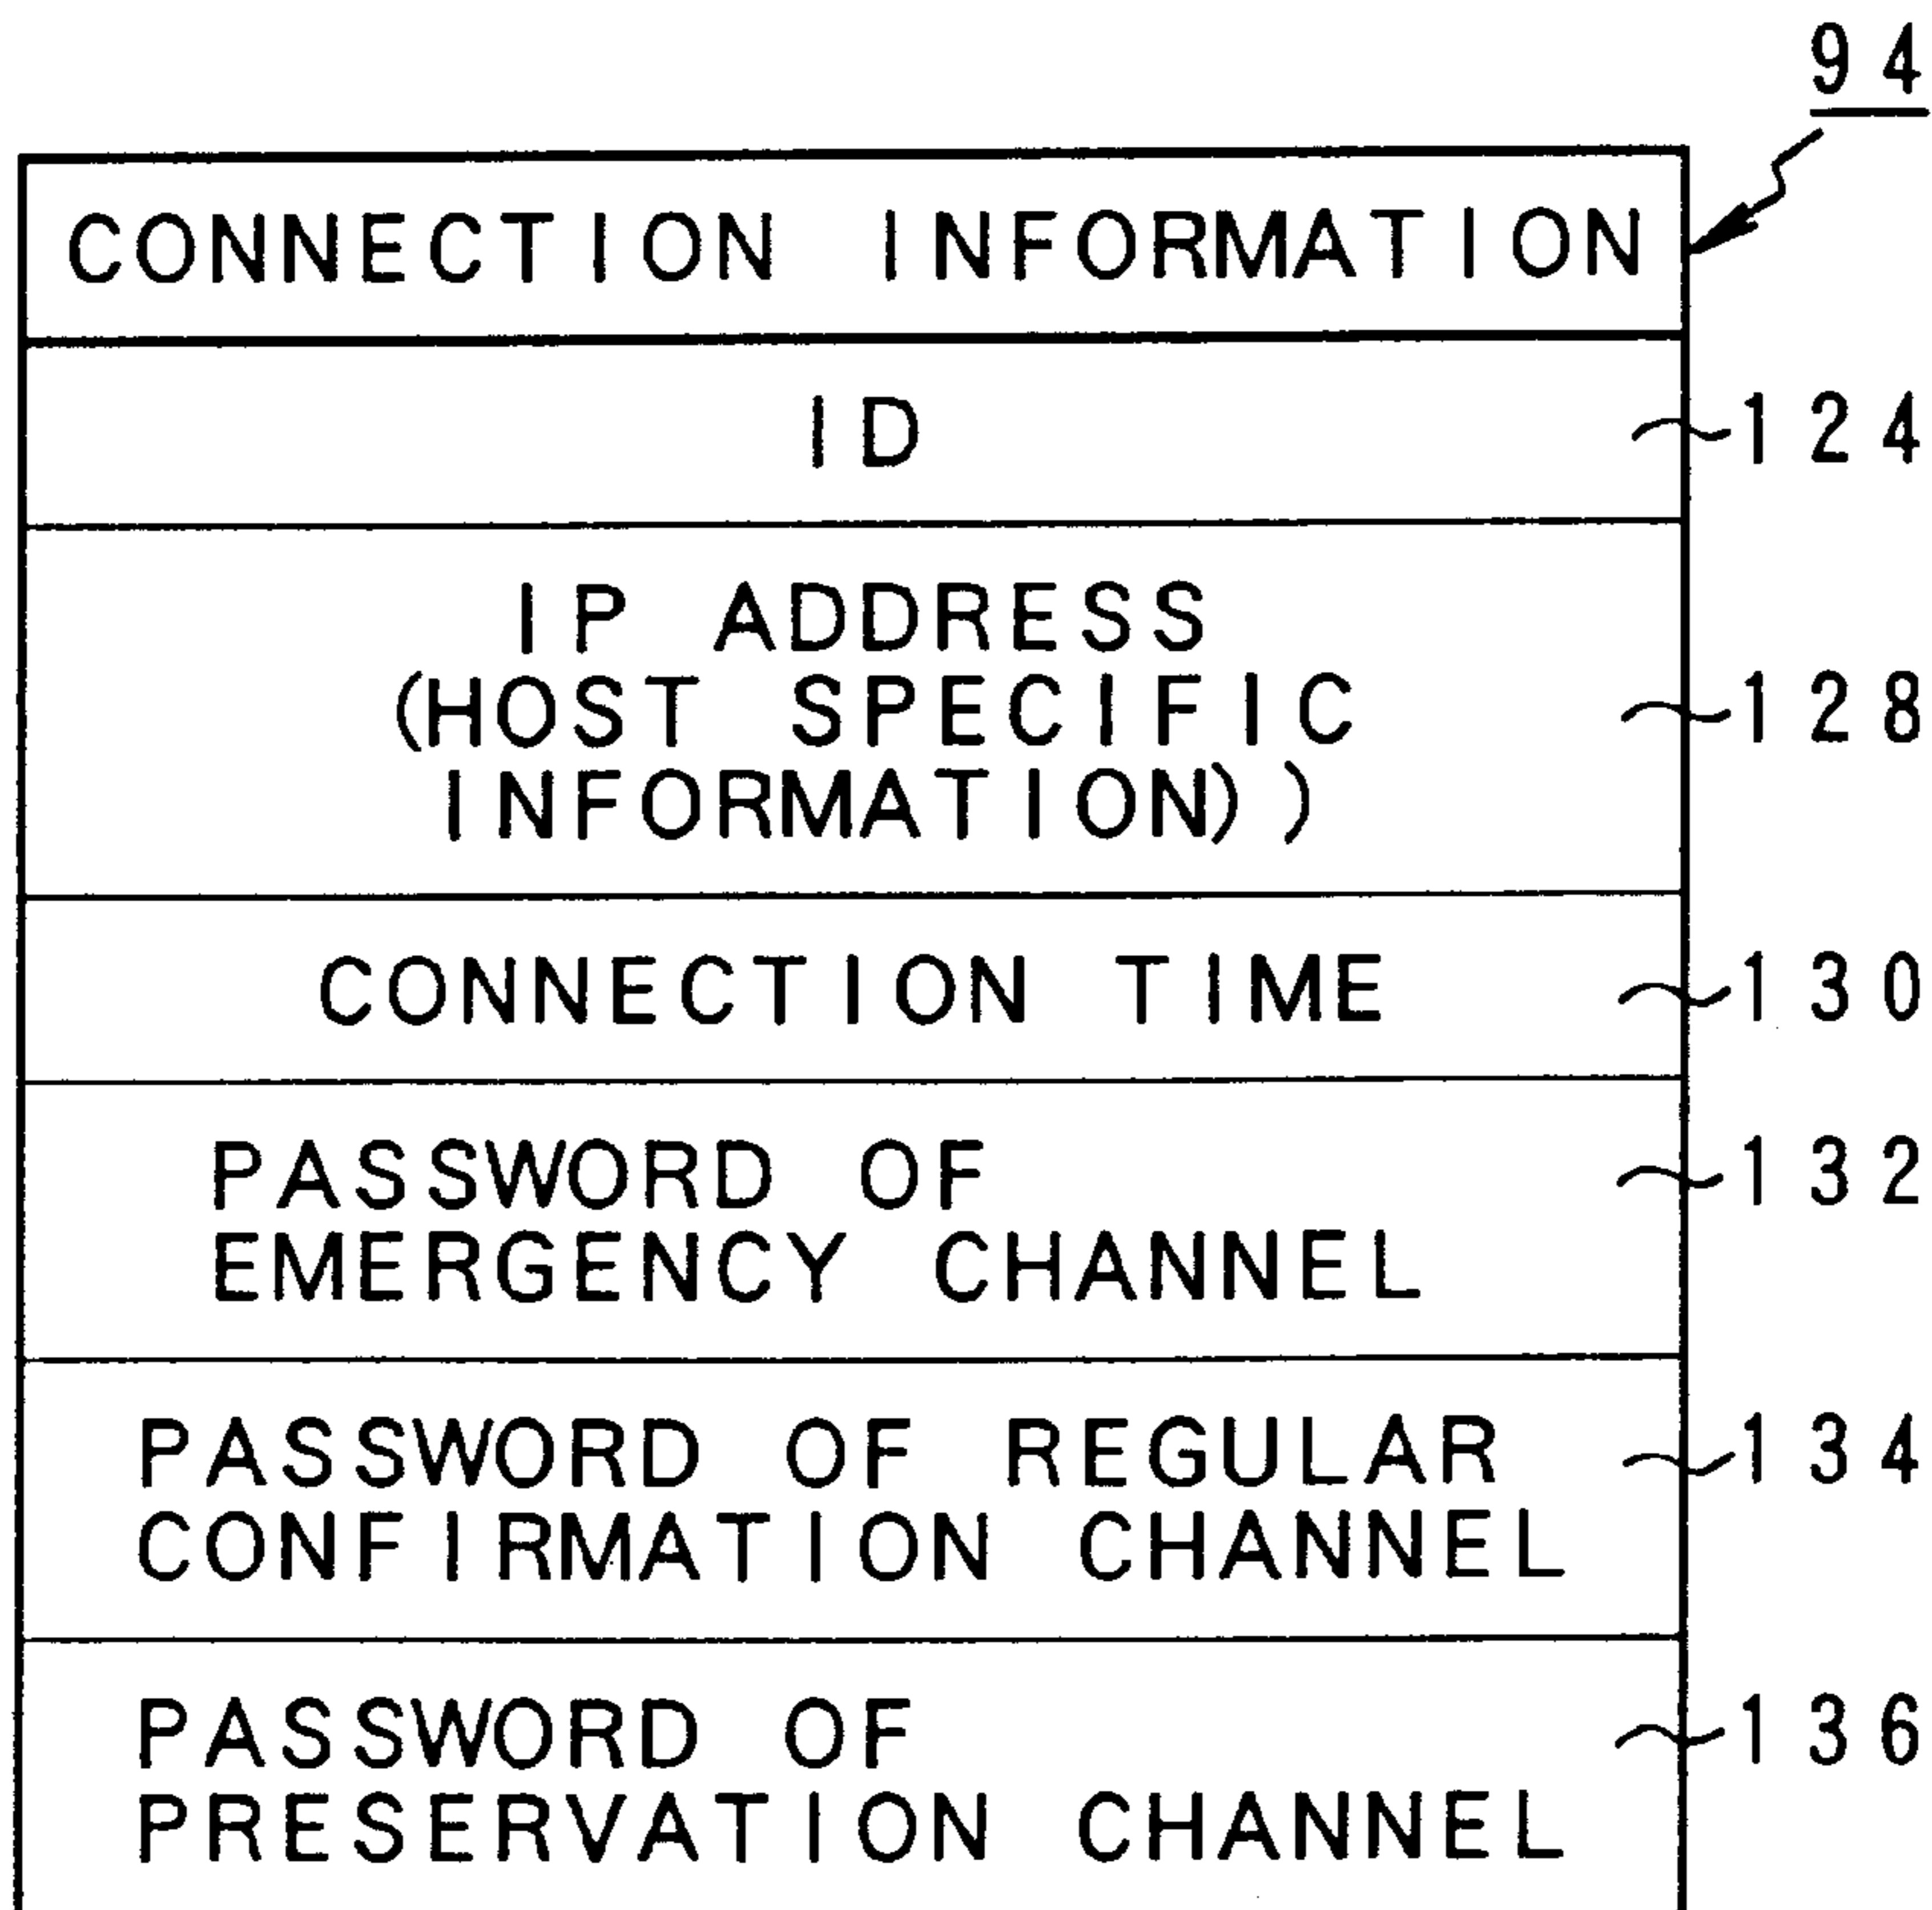 94
CONNECTION INFORMATION
ID 124
IP ADDRESS
(HOST SPECIFIC 128
INFORMATION))
CONNECTION TIME 130
PASSWORD OF 132
EMERGENCY CHANNEL
PASSWORD OF REGULAR 134
CONFIRMATION CHANNEL
PASSWORD OF 136
PRESERVATION CHANNEL